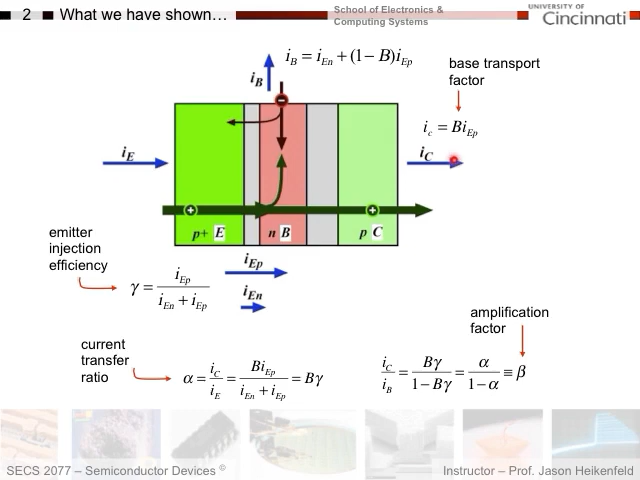 2 What we have shown…
School of Electronics &
Computing Systems
UNIVERSITY OF
Cincinnati
i_B = i_En + (1 − B)i_Ep
base transport
factor
i_B
−
i_c = Bi_Ep
i_E
i_C
+ +
p+ E n B p C
emitter
injection
efficiency
i_Ep
γ = i_Ep / (i_En + i_Ep)
i_En
amplification
factor
current
transfer
ratio
α = i_C / i_E = Bi_Ep / (i_En + i_Ep) = Bγ
i_C / i_B = Bγ / (1 − Bγ) = α / (1 − α) ≡ β
SECS 2077 – Semiconductor Devices ©
Instructor – Prof. Jason Heikenfeld